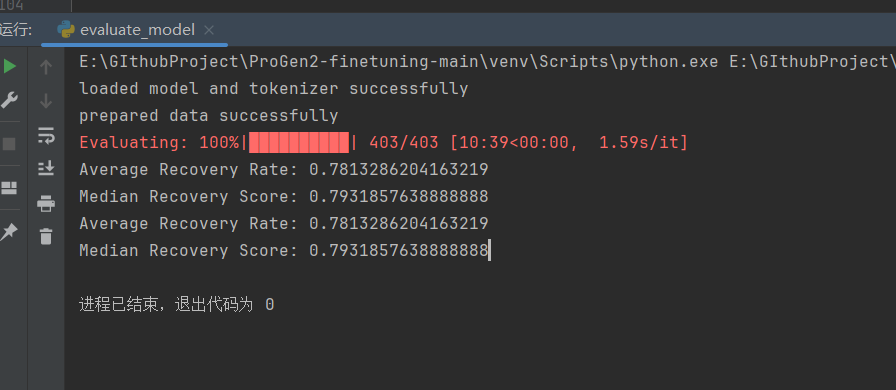 104
运行:
evaluate_model
E:\GIthubProject\ProGen2-finetuning-main\venv\Scripts\python.exe E:\GIthubProject\
loaded model and tokenizer successfully
prepared data successfully
Evaluating: 100%|██████████| 403/403 [10:39<00:00,  1.59s/it]
Average Recovery Rate: 0.7813286204163219
Median Recovery Score: 0.7931857638888888
Average Recovery Rate: 0.7813286204163219
Median Recovery Score: 0.7931857638888888
进程已结束，退出代码为 0